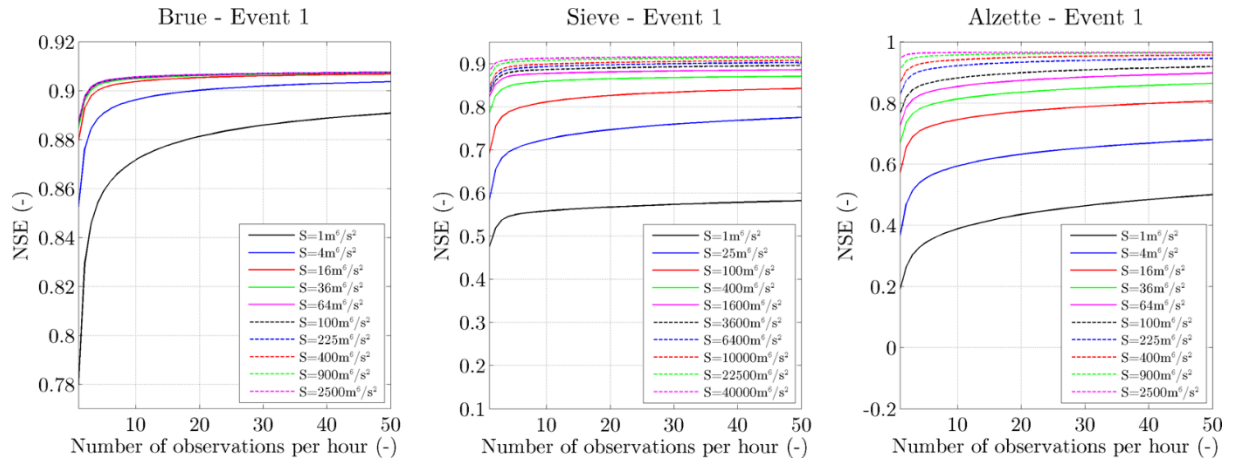 Brue - Event 1
NSE (-)
0.92
0.9
0.88
0.86
0.84
0.82
0.8
0.78
S=1m⁶/s²
S=4m⁶/s²
S=16m⁶/s²
S=36m⁶/s²
S=64m⁶/s²
S=100m⁶/s²
S=225m⁶/s²
S=400m⁶/s²
S=900m⁶/s²
S=2500m⁶/s²
10 20 30 40 50
Number of observations per hour (-)
Sieve - Event 1
NSE (-)
0.9
0.8
0.7
0.6
0.5
0.4
0.3
0.2
0.1
S=1m⁶/s²
S=25m⁶/s²
S=100m⁶/s²
S=400m⁶/s²
S=1600m⁶/s²
S=3600m⁶/s²
S=6400m⁶/s²
S=10000m⁶/s²
S=22500m⁶/s²
S=40000m⁶/s²
10 20 30 40 50
Number of observations per hour (-)
Alzette - Event 1
NSE (-)
1
0.8
0.6
0.4
0.2
0
-0.2
S=1m⁶/s²
S=4m⁶/s²
S=16m⁶/s²
S=36m⁶/s²
S=64m⁶/s²
S=100m⁶/s²
S=225m⁶/s²
S=400m⁶/s²
S=900m⁶/s²
S=2500m⁶/s²
10 20 30 40 50
Number of observations per hour (-)